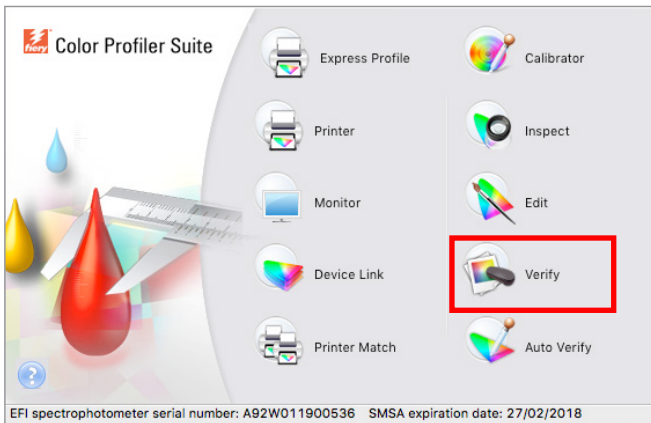 fiery Color Profiler Suite
Express Profile
Calibrator
Printer
Inspect
Monitor
Edit
Device Link
Verify
Printer Match
Auto Verify
?
EFI spectrophotometer serial number: A92W011900536 SMSA expiration date: 27/02/2018